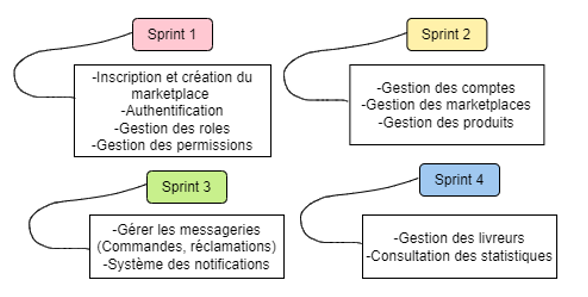 Sprint 1
-Inscription et création du
marketplace
-Authentification
-Gestion des roles
-Gestion des permissions
Sprint 2
-Gestion des comptes
-Gestion des marketplaces
-Gestion des produits
Sprint 3
-Gérer les messageries
(Commandes, réclamations)
-Système des notifications
Sprint 4
-Gestion des livreurs
-Consultation des statistiques